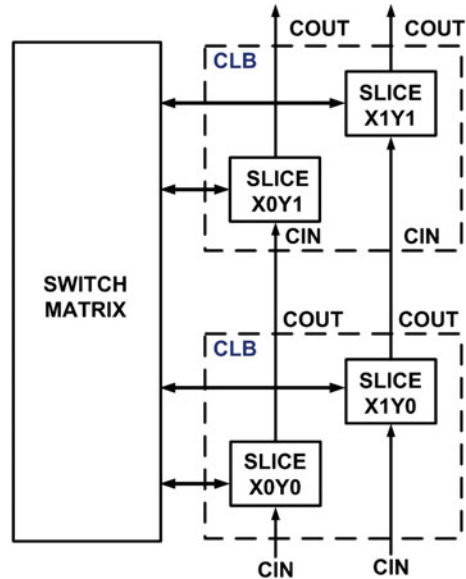 COUT
COUT
CLB
SLICE
X1Y1
SLICE
X0Y1
CIN
CIN
SWITCH
MATRIX
COUT
COUT
CLB
SLICE
X1Y0
SLICE
X0Y0
CIN
CIN